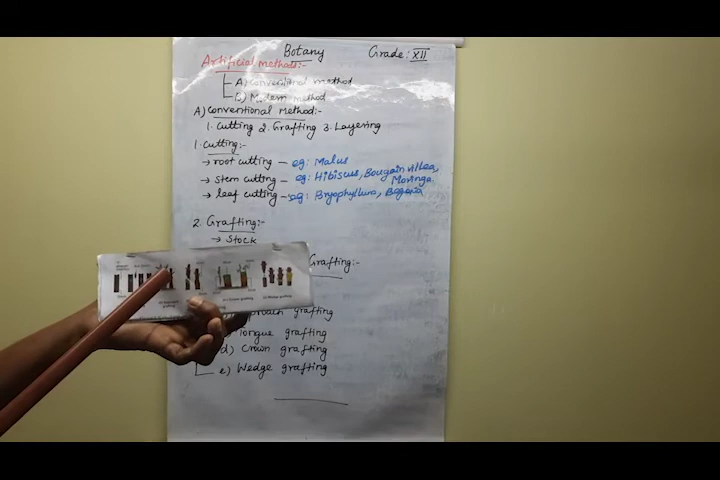 Botany Grade: XII
Artificial methods:-
A) Conventional method
B) Modern method
A) Conventional Method:-
1. Cutting 2. Grafting 3. Layering
1. Cutting:-
→ root cutting – eg: Malus
→ stem cutting – eg: Hibiscus, Bougainvillea, Moringa
→ leaf cutting – eg: Bryophyllum, Begonia
2. Grafting:-
→ Stock
Grafting:-
grafting
Tongue grafting
d) Crown grafting
e) Wedge grafting